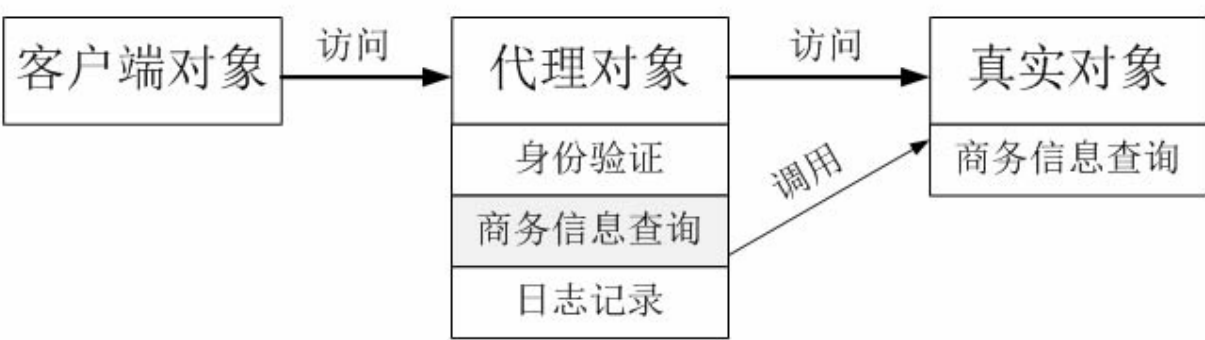 客户端对象
访问
代理对象
访问
真实对象
身份验证
调用
商务信息查询
商务信息查询
日志记录